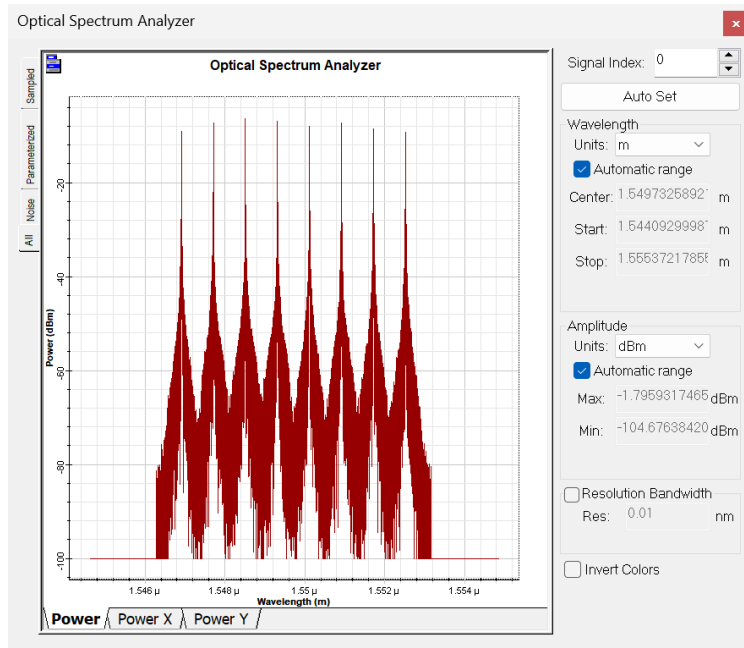 Optical Spectrum Analyzer
x
Optical Spectrum Analyzer
Sampled
Parameterized
Noise
All
Power (dBm)
-20
-40
-60
-80
-100
1.546 µ
1.548 µ
1.55 µ
1.552 µ
1.554 µ
Wavelength (m)
Power
Power X
Power Y
Signal Index: 0
Auto Set
Wavelength
Units: m
Automatic range
Center: 1.5497325892 m
Start: 1.5440929998 m
Stop: 1.5553721785 m
Amplitude
Units: dBm
Automatic range
Max: -1.7959317465 dBm
Min: -104.67638420 dBm
Resolution Bandwidth
Res: 0.01 nm
Invert Colors